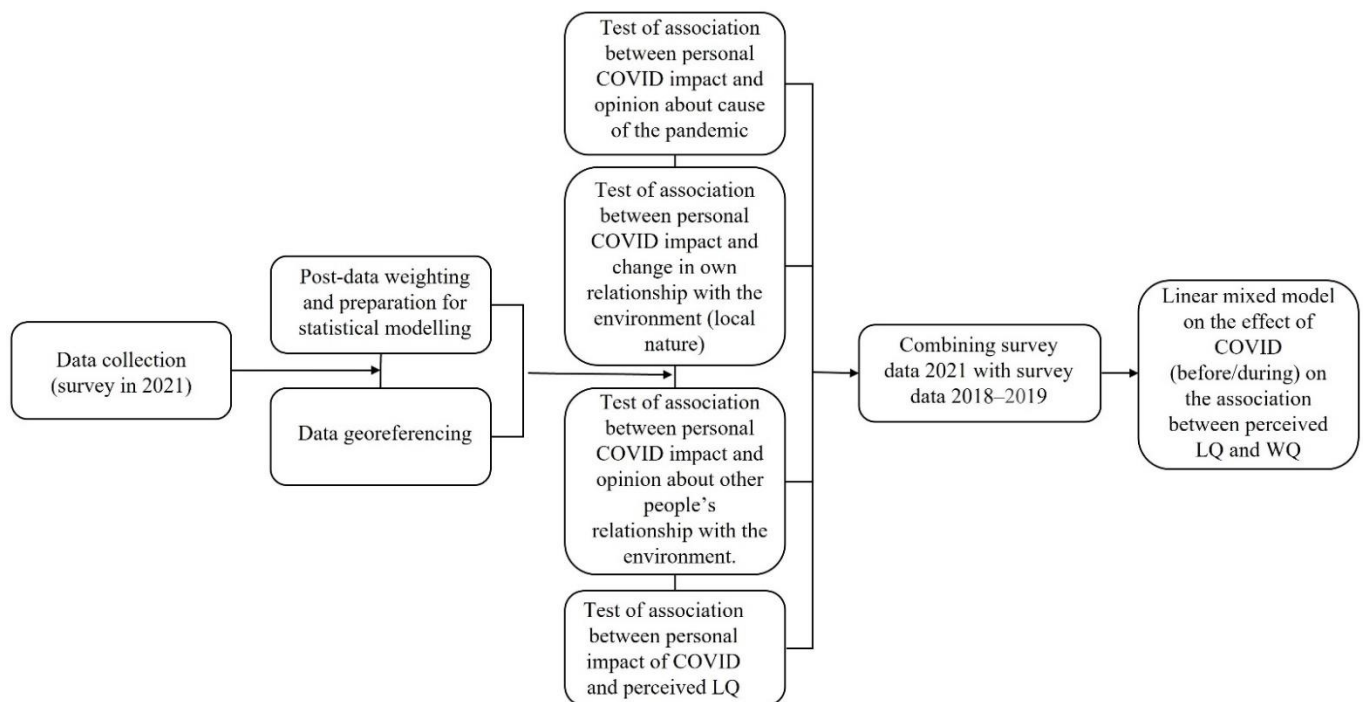 Data collection
(survey in 2021)
Post-data weighting
and preparation for
statistical modelling
Data georeferencing
Test of association
between personal
COVID impact and
opinion about cause
of the pandemic
Test of association
between personal
COVID impact and
change in own
relationship with the
environment (local
nature)
Test of association
between personal
COVID impact and
opinion about other
people’s
relationship with the
environment.
Test of association
between personal
impact of COVID
and perceived LQ
Combining survey
data 2021 with survey
data 2018–2019
Linear mixed model
on the effect of
COVID
(before/during) on
the association
between perceived
LQ and WQ